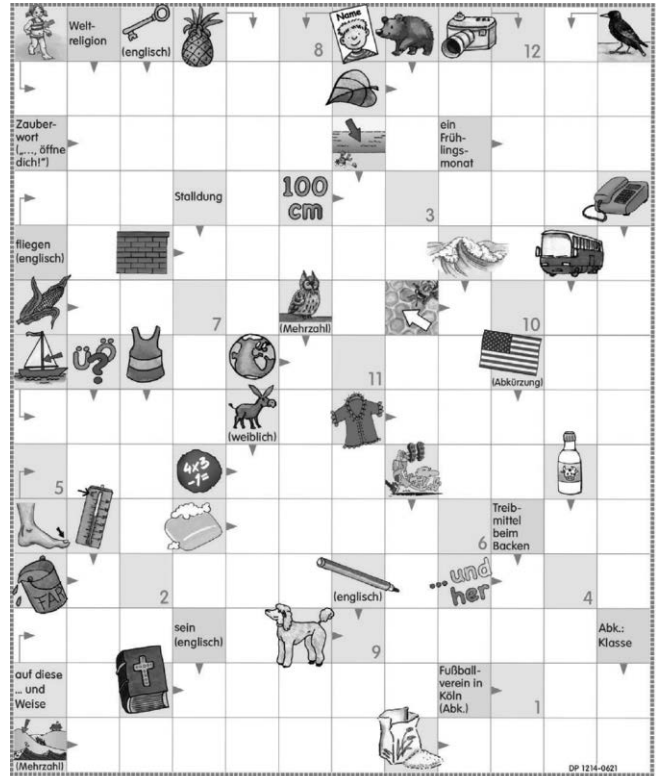 Welt-
religion
(englisch)
8
Name
12
Zauber-
wort
(„..., öffne
dich!")
ein
Früh-
lings-
monat
Stalldung
100
cm
3
fliegen
(englisch)
7
(Mehrzahl)
10
ÜÖ
?
11
(Abkürzung)
(weiblich)
5
4x3
-1=
6
Treib-
mittel
beim
Backen
FAR
2
(englisch)
...und
her
4
sein
(englisch)
9
Abk.:
Klasse
auf diese
... und
Weise
Fußball-
verein in
Köln
(Abk.)
1
(Mehrzahl)
DP 1214-0621